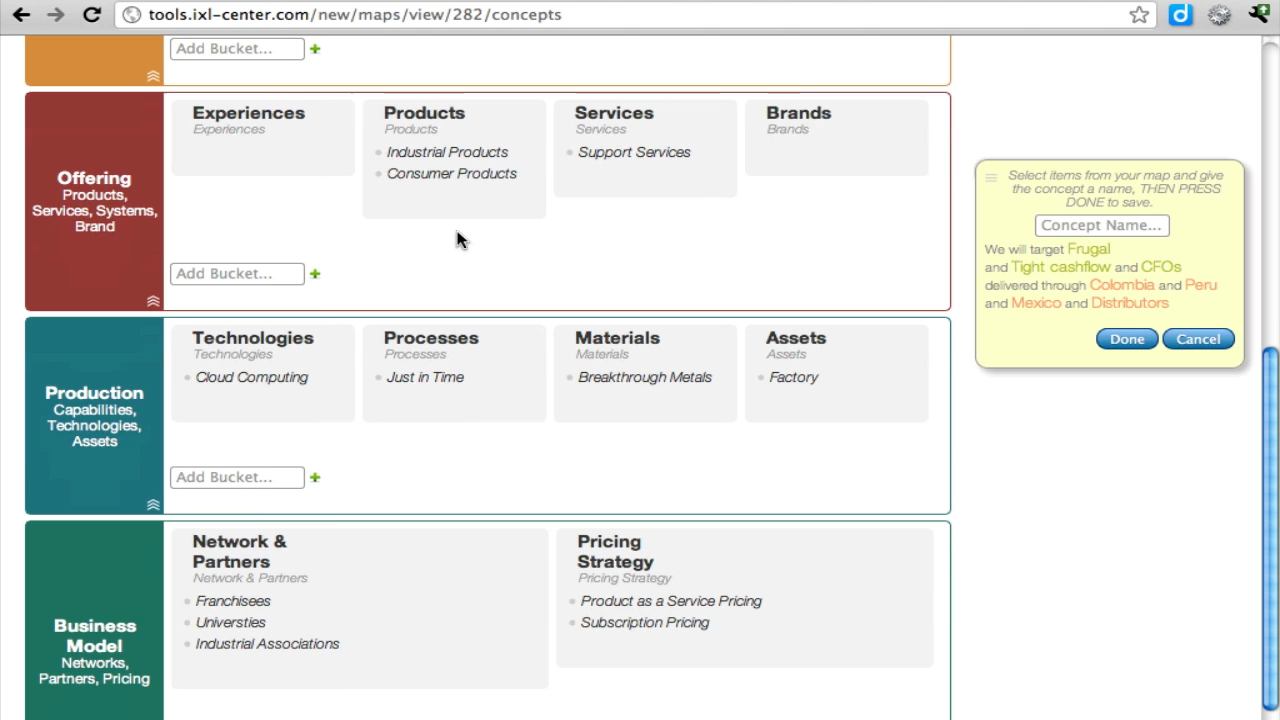 tools.ixl-center.com/new/maps/view/282/concepts
Add Bucket...
Offering
Products,
Services, Systems,
Brand
Experiences
Experiences
Products
Products
Industrial Products
Consumer Products
Services
Services
Support Services
Brands
Brands
Add Bucket...
Production
Capabilities,
Technologies,
Assets
Technologies
Technologies
Cloud Computing
Processes
Processes
Just in Time
Materials
Materials
Breakthrough Metals
Assets
Assets
Factory
Add Bucket...
Business
Model
Networks,
Partners, Pricing
Network &
Partners
Network & Partners
Franchisees
Universties
Industrial Associations
Pricing
Strategy
Pricing Strategy
Product as a Service Pricing
Subscription Pricing
Select items from your map and give
the concept a name, THEN PRESS
DONE to save.
Concept Name...
We will target Frugal
and Tight cashflow and CFOs
delivered through Colombia and Peru
and Mexico and Distributors
Done Cancel